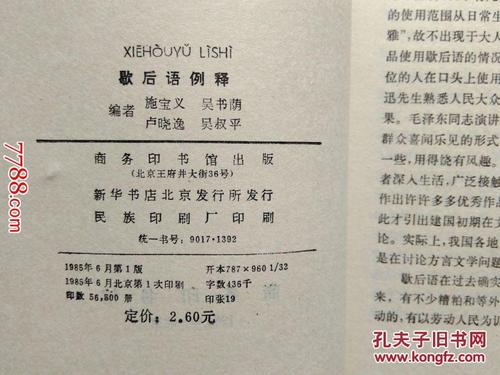 XIĒHÒUYǓ LÌSHÌ
歇后语例释
编者 施宝义 吴书荫
卢晓逸 吴叔平
商务印书馆出版
(北京王府井大街36号)
新华书店北京发行所发行
民族印刷厂印刷
统一书号：9017·1392
1985年6月第1版 开本787×960 1/32
1985年6月北京第1次印刷 字数436千
印数 56,800 册 印张19
定价：2.60元
的使用范围从日常生
雅"，故不出现于大人
品使用歇后语的情况
位的人在口头上使用
迅先生熟悉人民大众
果。毛泽东同志演讲
群众喜闻乐见的形式
一些，用得饶有风趣。
者深入生活，广泛接触
作出许许多多优秀作品
此才引出建国初期在文
论。实际上，我国各地
是在讨论方言文学问题
歇后语在过去确实
来，有不少糟粕和等外
的，有以劳动人民为讥
7788.com
孔夫子旧书网
www.kongfz.com